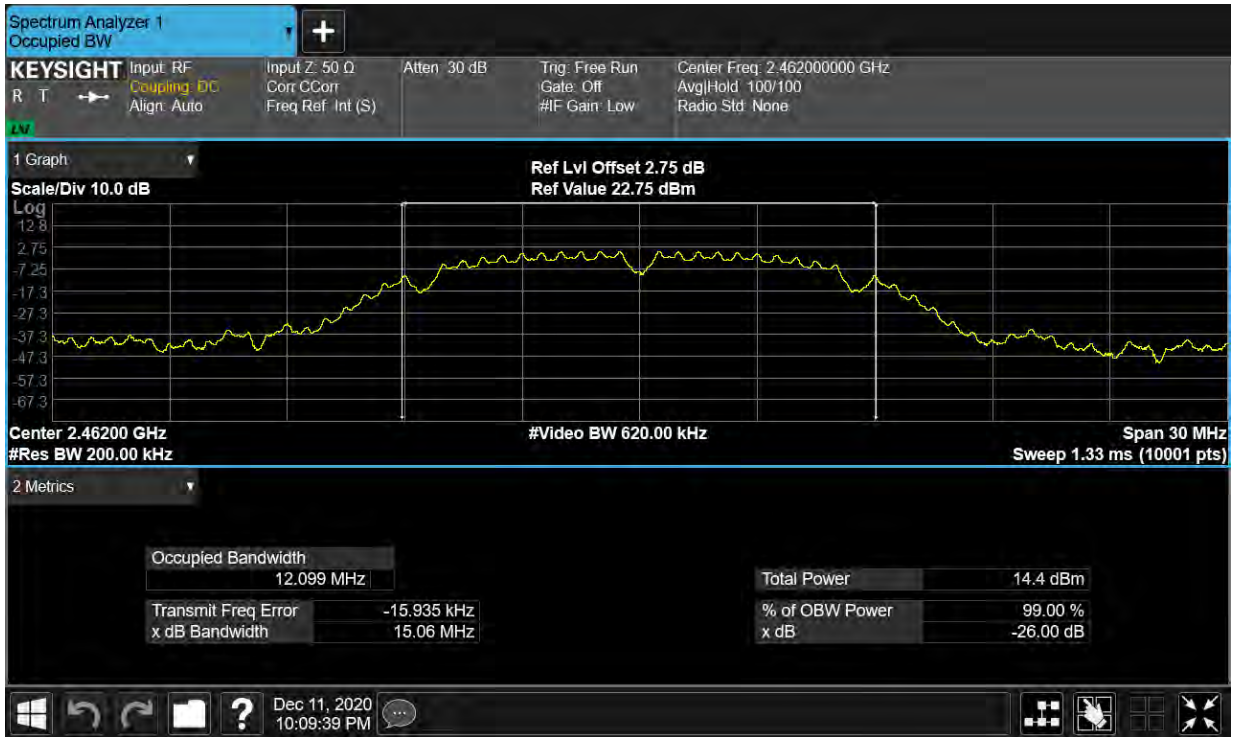 Spectrum Analyzer 1
Occupied BW
KEYSIGHT
R T
Input: RF
Coupling: DC
Align: Auto
Input Z: 50 Ω
Corr CCorr
Freq Ref: Int (S)
Atten: 30 dB
Trig: Free Run
Gate: Off
#IF Gain: Low
Center Freq: 2.462000000 GHz
Avg|Hold: 100/100
Radio Std: None
1 Graph
Scale/Div 10.0 dB
Ref Lvl Offset 2.75 dB
Ref Value 22.75 dBm
Log
12.8
2.75
-7.25
-17.3
-27.3
-37.3
-47.3
-57.3
-67.3
Center 2.46200 GHz
#Res BW 200.00 kHz
#Video BW 620.00 kHz
Span 30 MHz
Sweep 1.33 ms (10001 pts)
2 Metrics
Occupied Bandwidth
12.099 MHz
Transmit Freq Error -15.935 kHz
x dB Bandwidth 15.06 MHz
Total Power 14.4 dBm
% of OBW Power 99.00 %
x dB -26.00 dB
?
Dec 11, 2020
10:09:39 PM